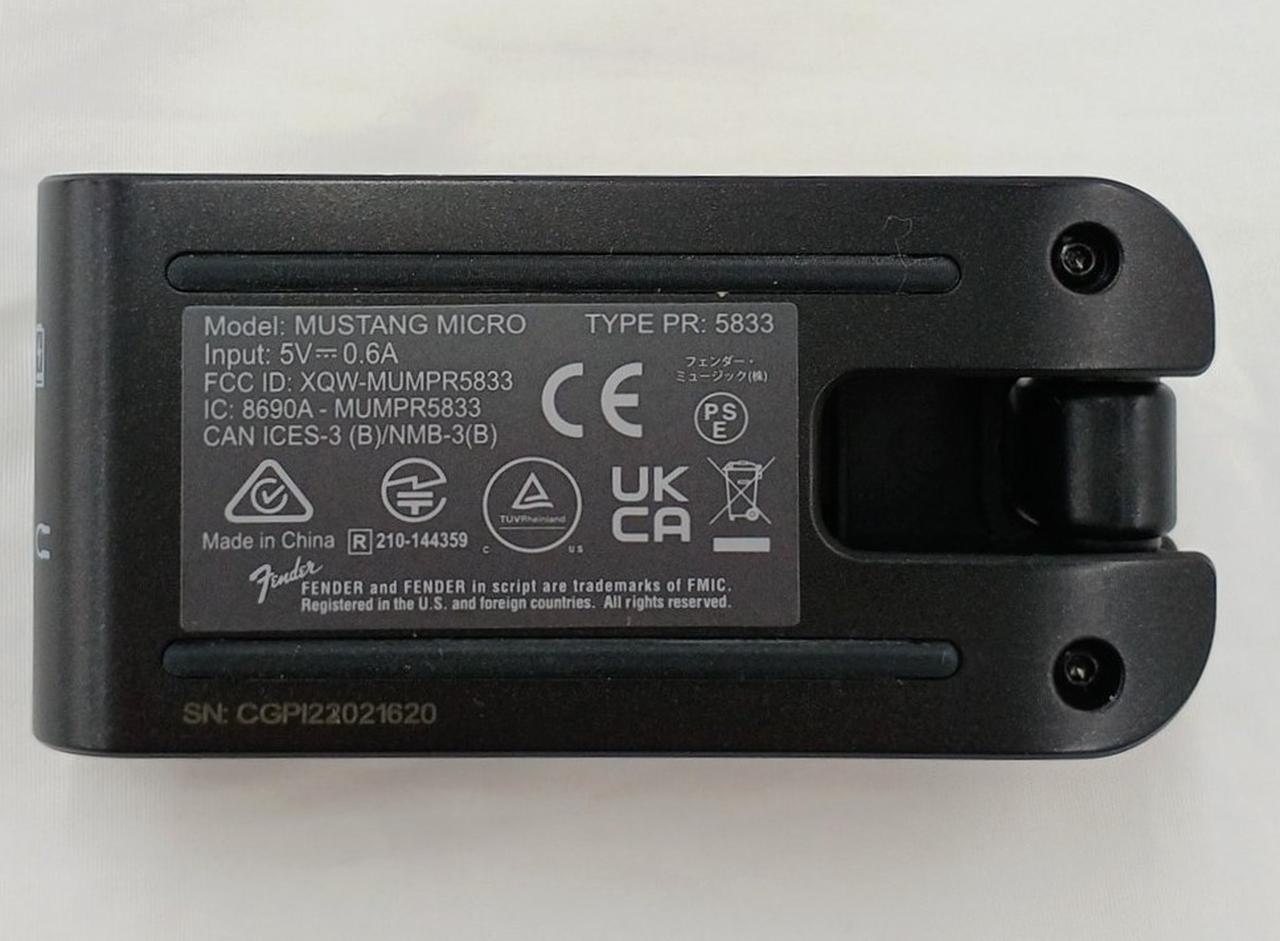 Model: MUSTANG MICRO TYPE PR: 5833
Input: 5V⎓0.6A
FCC ID: XQW-MUMPR5833
IC: 8690A - MUMPR5833
CAN ICES-3 (B)/NMB-3(B)
CE
フェンダー・
ミュージック(株)
PS
E
TÜVRheinland
C US
UK
CA
Made in China
R 210-144359
Fender
FENDER and FENDER in script are trademarks of FMIC.
Registered in the U.S. and foreign countries. All rights reserved.
SN: CGPI22021620